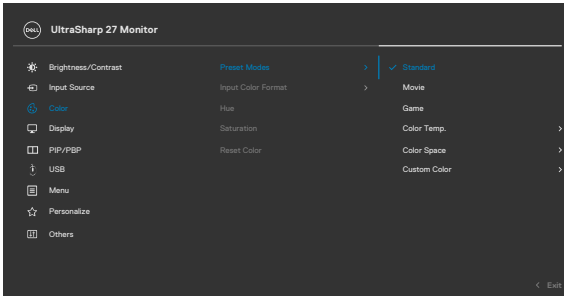 DELL UltraSharp 27 Monitor
Brightness/Contrast
Input Source
Color
Display
PIP/PBP
USB
Menu
Personalize
Others
Preset Modes
Input Color Format
Hue
Saturation
Reset Color
Standard
Movie
Game
Color Temp.
Color Space
Custom Color
Exit